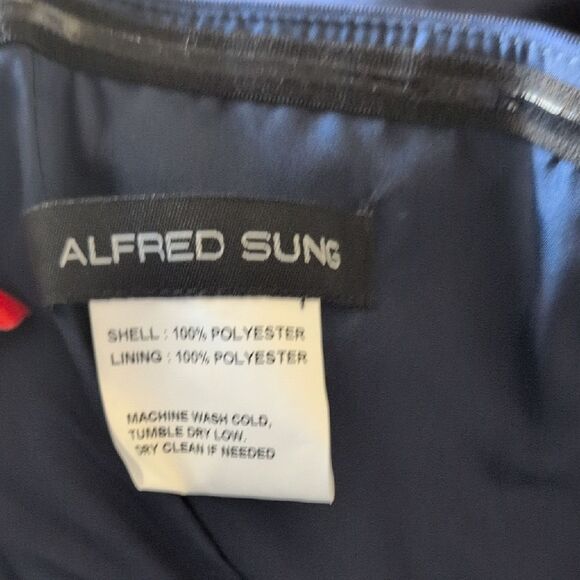 ALFRED SUNG
SHELL : 100% POLYESTER
LINING : 100% POLYESTER
MACHINE WASH COLD,
TUMBLE DRY LOW.
DRY CLEAN IF NEEDED